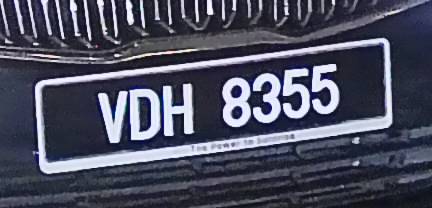 VDH 8355
The Power to Surprise